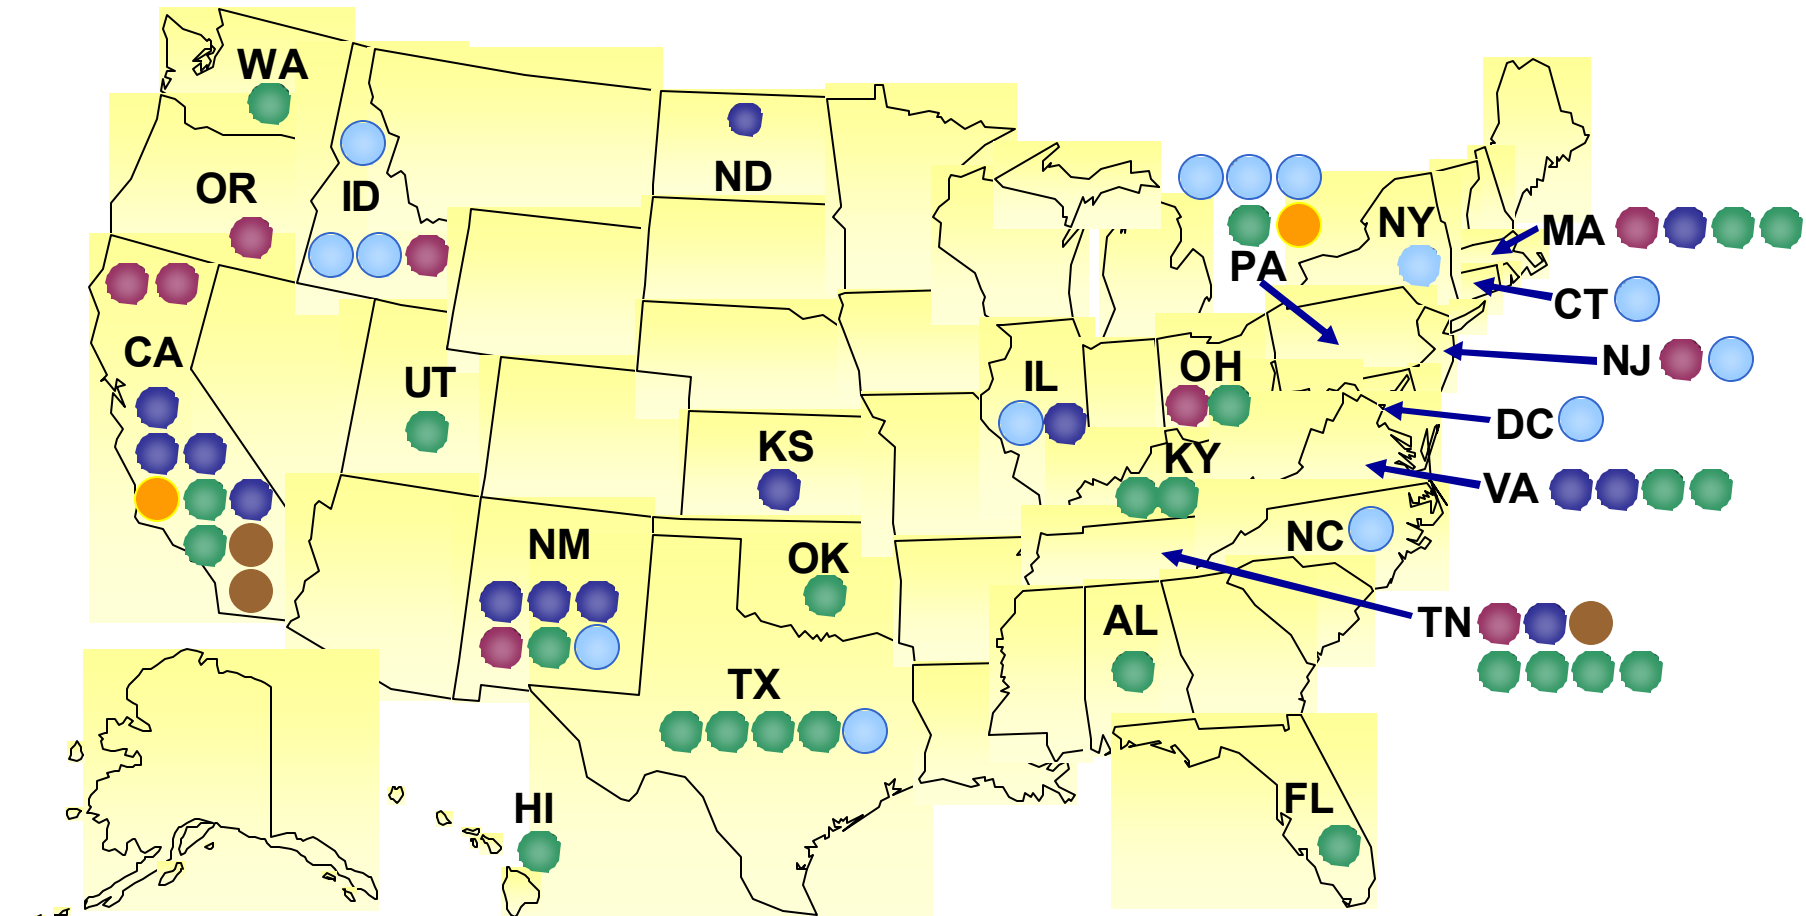 WA
OR
ID
ND
PA
NY
MA
CT
NJ
CA
UT
KS
IL
OH
DC
KY
VA
NM
OK
NC
TN
AL
TX
HI
FL